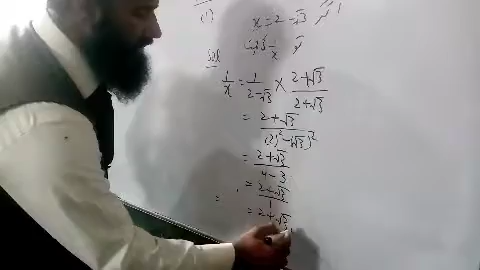 (1) x = 2 - √3
Sol
1/x = 1/(2-√3) × (2+√3)/(2+√3)
= (2+√3)/((2)² - (√3)²)
= (2+√3)/(4-3)
= (2+√3)/1
= 2+√3